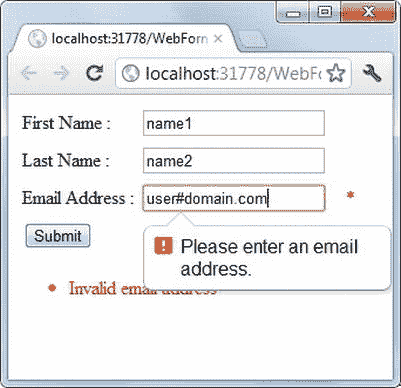 localhost:31778/WebForn
localhost:31778/WebFo
First Name :
name1
Last Name :
name2
Email Address :
user#domain.com
*
Submit
Please enter an email
address.
Invalid email address